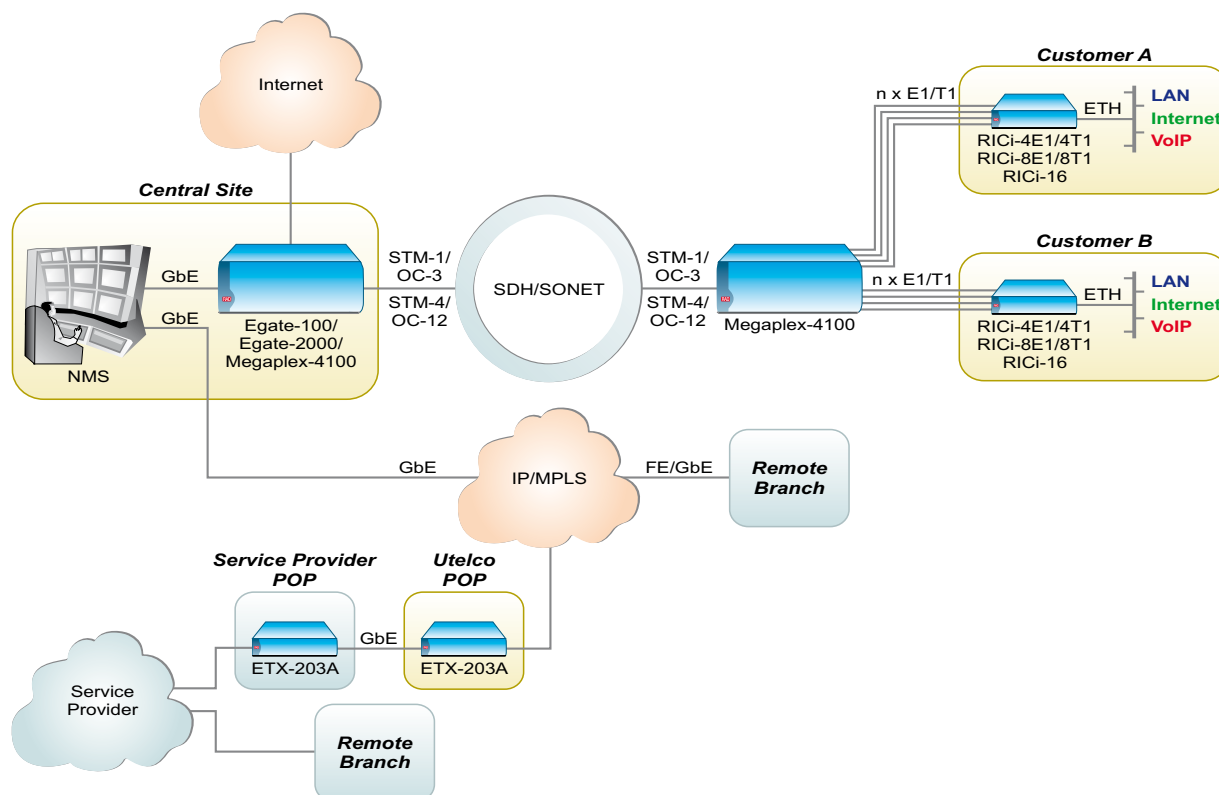 Internet
Central Site
GbE
GbE
NMS
Egate-100/
Egate-2000/
Megaplex-4100
STM-1/
OC-3
STM-4/
OC-12
SDH/SONET
STM-1/
OC-3
STM-4/
OC-12
Megaplex-4100
n x E1/T1
n x E1/T1
Customer A
ETH
LAN
Internet
VoIP
RICi-4E1/4T1
RICi-8E1/8T1
RICi-16
Customer B
ETH
LAN
Internet
VoIP
RICi-4E1/4T1
RICi-8E1/8T1
RICi-16
GbE
IP/MPLS
FE/GbE
Remote
Branch
Service Provider
POP
ETX-203A
GbE
Utelco
POP
ETX-203A
Service
Provider
Remote
Branch